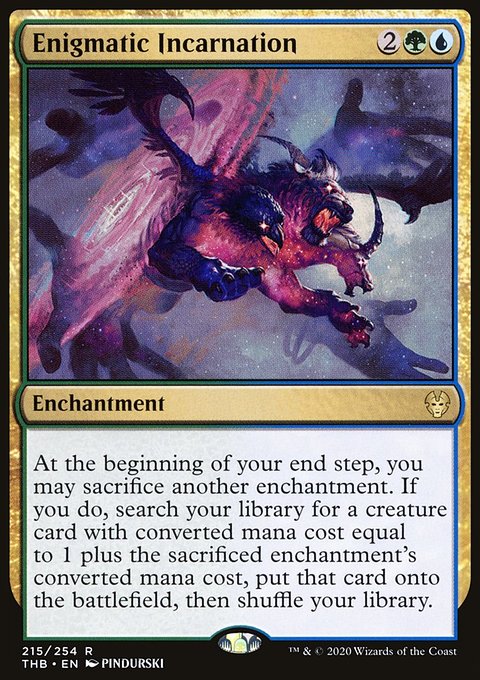 Enigmatic Incarnation 2
Enchantment
At the beginning of your end step, you
may sacrifice another enchantment. If
you do, search your library for a creature
card with converted mana cost equal
to 1 plus the sacrificed enchantment's
converted mana cost, put that card onto
the battlefield, then shuffle your library.
215/254 R
THB • EN PINDURSKI
™ & © 2020 Wizards of the Coast